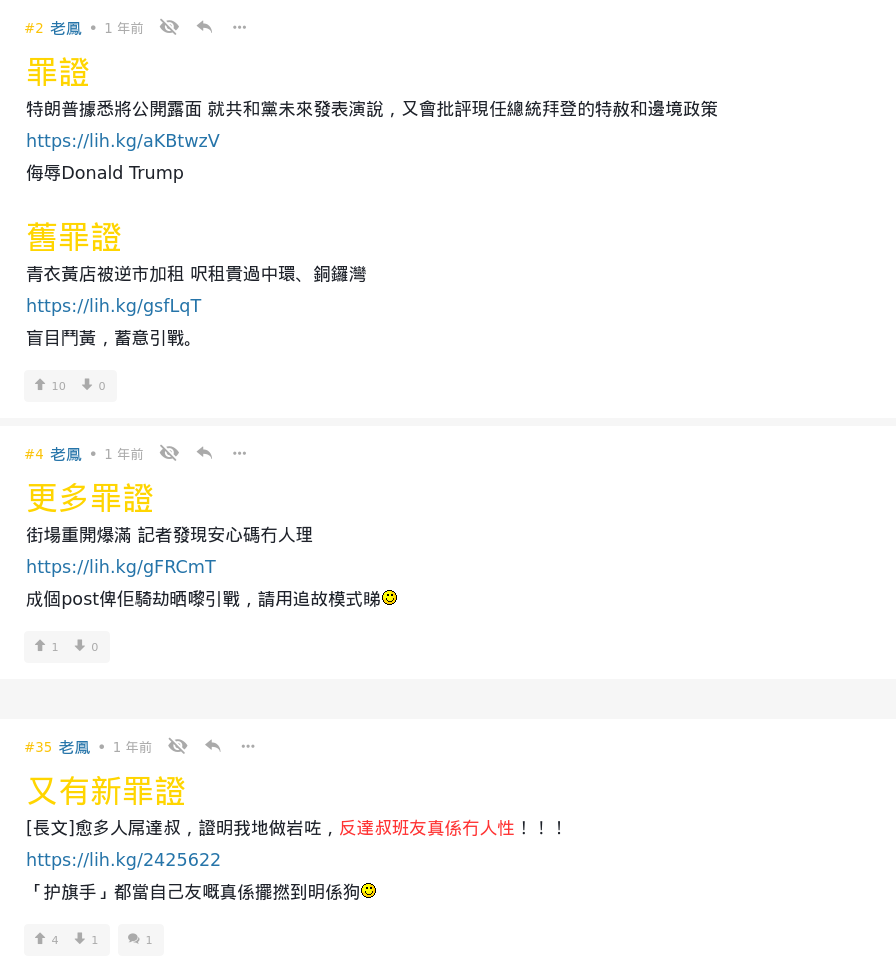 #2 老鳳 • 1 年前
罪證
特朗普據悉將公開露面 就共和黨未來發表演說，又會批評現任總統拜登的特赦和邊境政策
https://lih.kg/aKBtwzV
侮辱Donald Trump
舊罪證
青衣黃店被逆市加租 呎租貴過中環、銅鑼灣
https://lih.kg/gsfLqT
盲目鬥黃，蓄意引戰。
10 0
#4 老鳳 • 1 年前
更多罪證
街場重開爆滿 記者發現安心碼冇人理
https://lih.kg/gFRCmT
成個post俾佢騎劫晒嚟引戰，請用追故模式睇
1 0
#35 老鳳 • 1 年前
又有新罪證
[長文]愈多人屌達叔，證明我地做岩咗，反達叔班友真係冇人性！！！
https://lih.kg/2425622
「护旗手」都當自己友嘅真係擺撚到明係狗
4 1 1